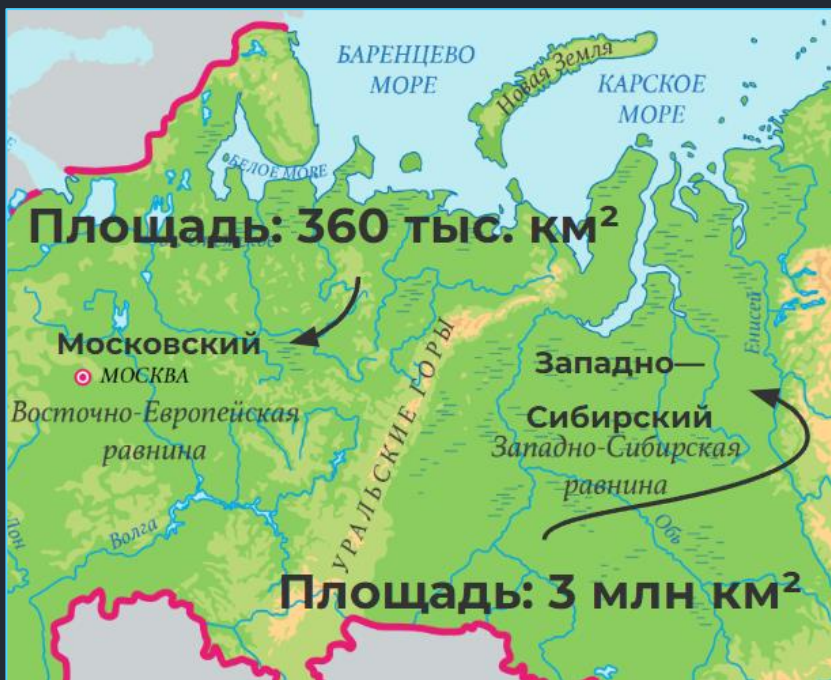 БАРЕНЦЕВО
МОРЕ
Новая Земля
КАРСКОЕ
МОРЕ
БЕЛОЕ МОРЕ
Площадь: 360 тыс. км²
Московский
МОСКВА
Восточно-Европейская
равнина
УРАЛЬСКИЕ ГОРЫ
Западно—
Сибирский
Западно-Сибирская
равнина
Енисей
Обь
Волга
Дон
Площадь: 3 млн км²